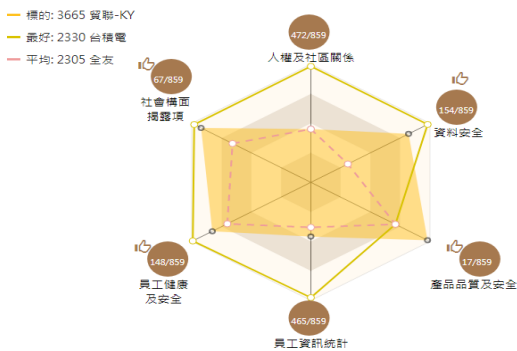 標的: 3665 貿聯-KY
最好: 2330 台積電
平均: 2305 全友
472/859
人權及社區關係
67/859
社會構面
揭露項
154/859
資料安全
148/859
員工健康
及安全
17/859
產品品質及安全
465/859
員工資訊統計